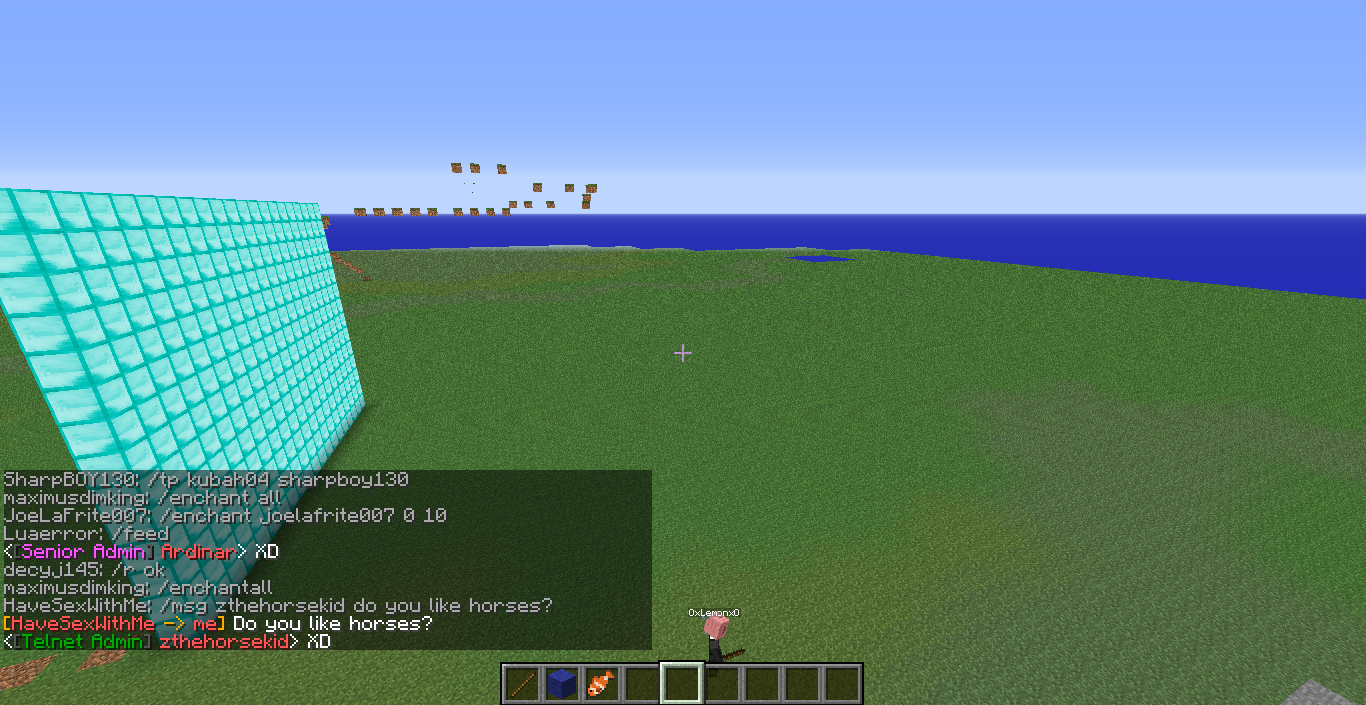 SharpBOY130: /tp kubah04 sharpboy130
maximusdimking: /enchant all
JoeLaFrite007: /enchant joelafrite007 0 10
Luaerror: /feed
<[Senior Admin] Ardinar> XD
decyj145: /r ok
maximusdimking: /enchantall
HaveSexWithMe: /msg zthehorsekid do you like horses?
[HaveSexWithMe -> me] Do you like horses?
<[Telnet Admin] zthehorsekid> XD
0xLemonx0